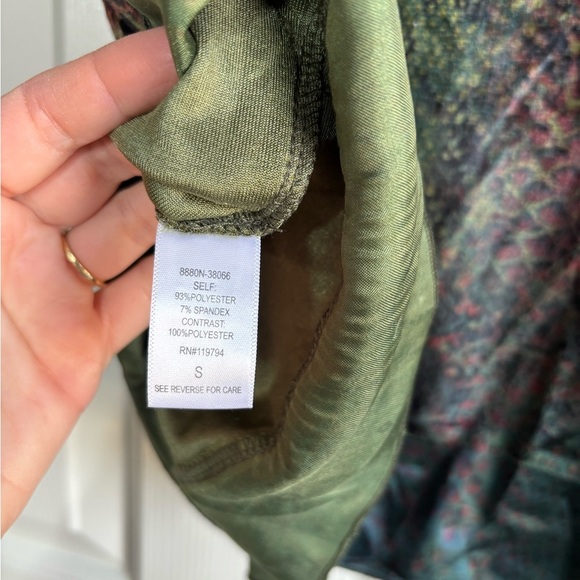 8880N-38066
SELF:
93%POLYESTER
7% SPANDEX
CONTRAST:
100%POLYESTER
RN#119794
S
SEE REVERSE FOR CARE